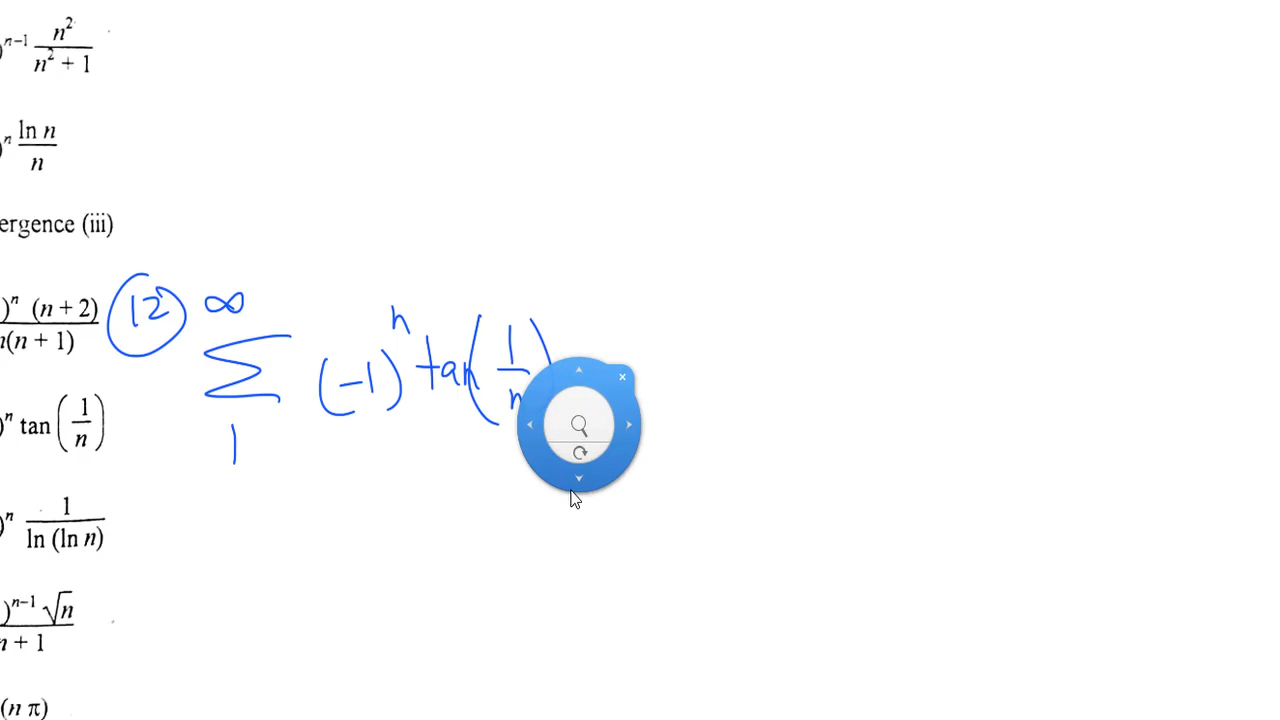 )ⁿ⁻¹ n²/(n² + 1)
)ⁿ ln n/n
ergence (iii)
)ⁿ (n + 2)/n(n + 1)
12 ∞
∑ (-1)ⁿ tan(1/n)
1
)ⁿ tan (1/n)
)ⁿ 1/ln (ln n)
)ⁿ⁻¹ √n/n + 1
(n π)